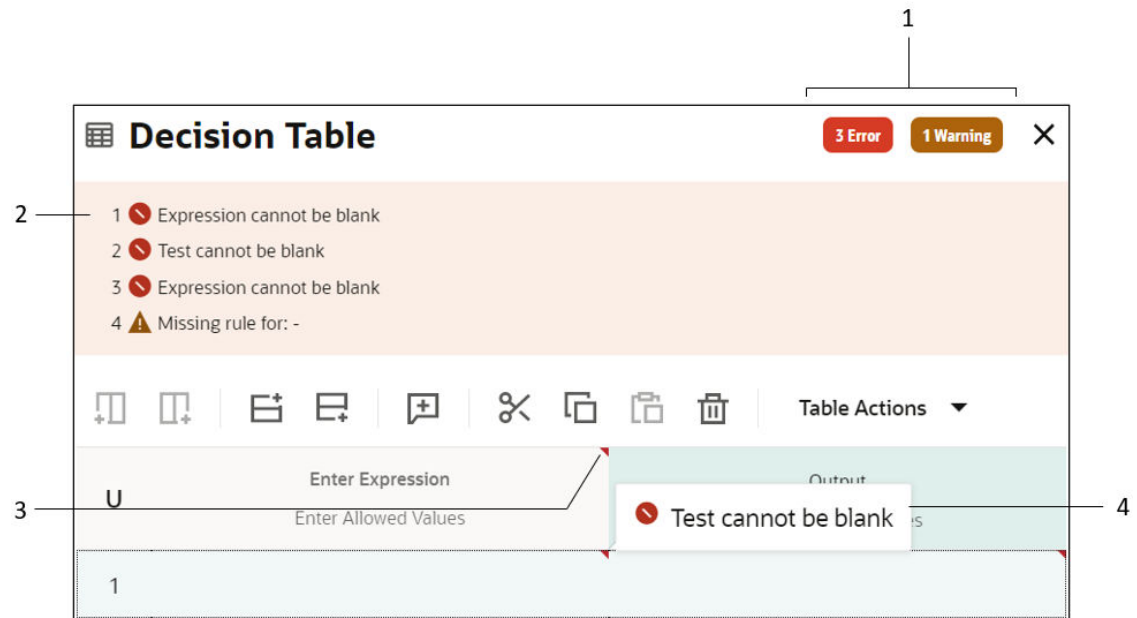 1
Decision Table
3 Error
1 Warning
2
1 Expression cannot be blank
2 Test cannot be blank
3 Expression cannot be blank
4 Missing rule for: -
Table Actions
U
Enter Expression
Output
3
Enter Allowed Values
Test cannot be blank
4
1